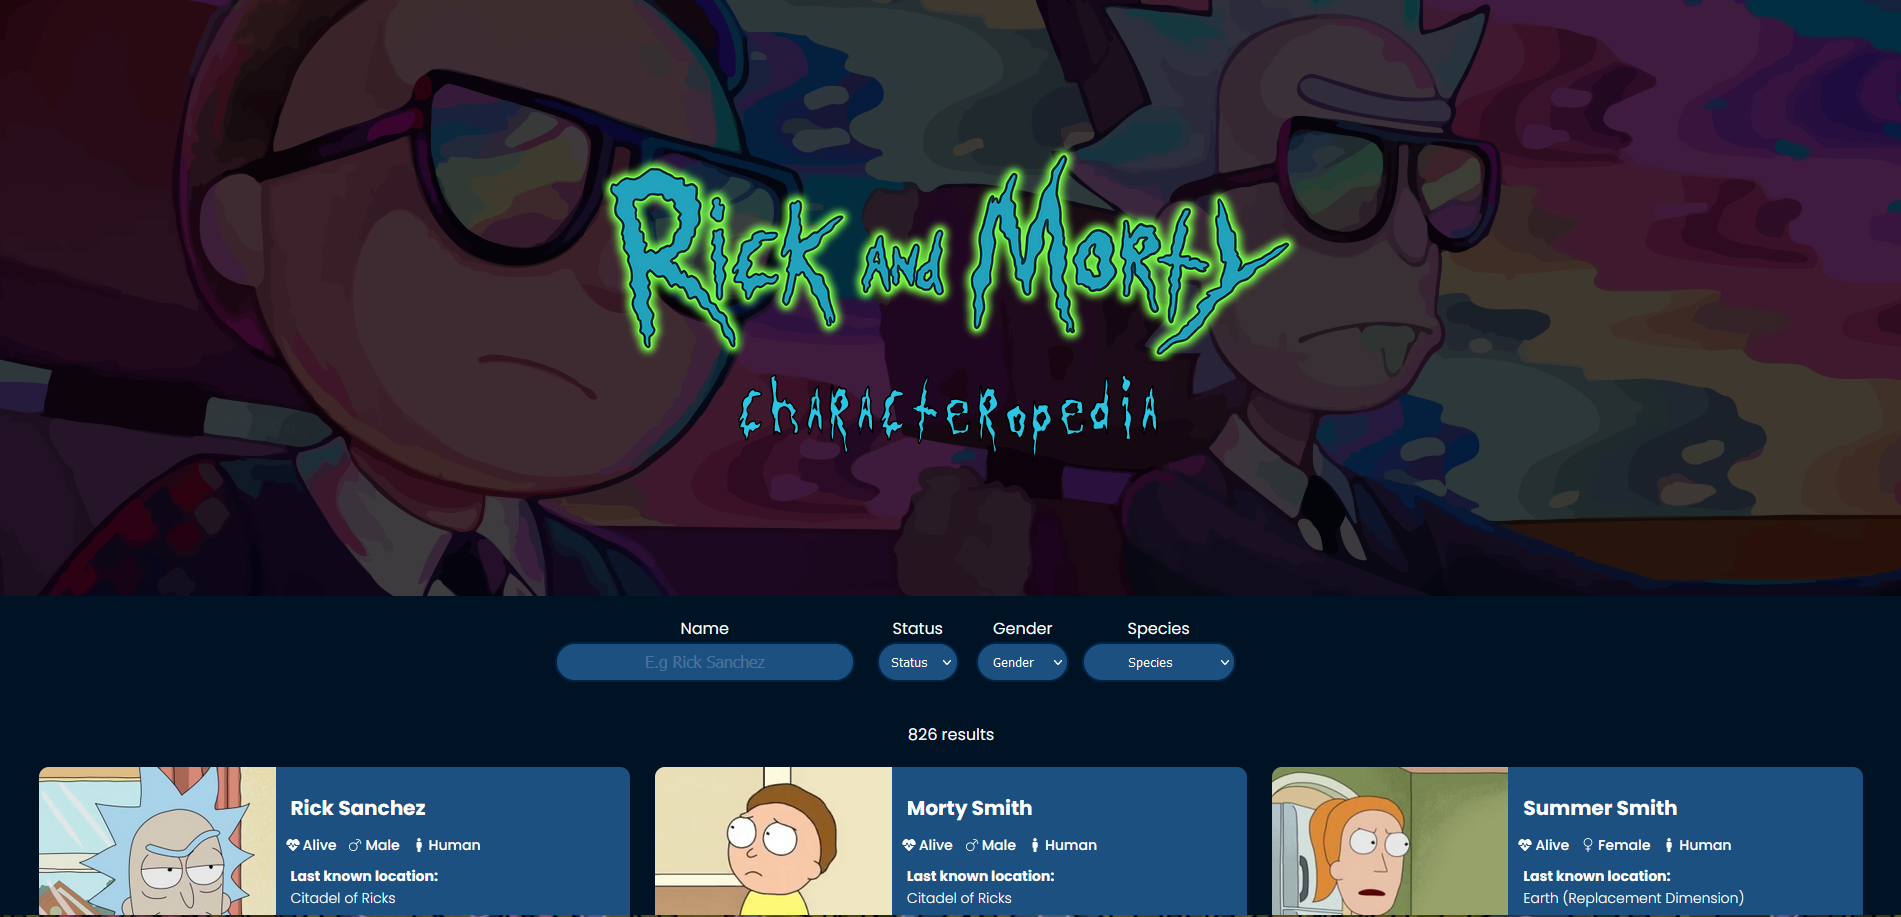 Rick and Morty
Characteropedia
Name Status Gender Species
E.g Rick Sanchez Status Gender Species
826 results
Rick Sanchez
Alive Male Human
Last known location:
Citadel of Ricks
Morty Smith
Alive Male Human
Last known location:
Citadel of Ricks
Summer Smith
Alive Female Human
Last known location:
Earth (Replacement Dimension)